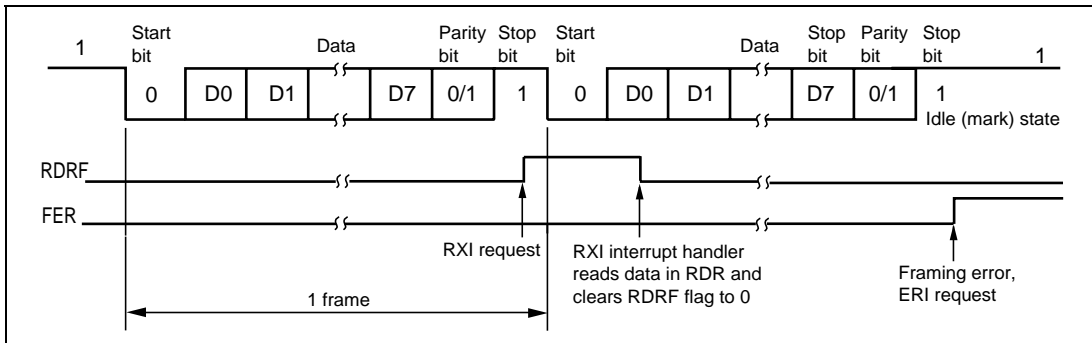 1
Start bit
Data
Parity bit
Stop bit
Start bit
Data
Stop bit
Parity bit
Stop bit
1
0 D0 D1 D7 0/1 1 0 D0 D1 D7 0/1 1
Idle (mark) state
RDRF
FER
RXI request
RXI interrupt handler
reads data in RDR and
clears RDRF flag to 0
Framing error,
ERI request
1 frame